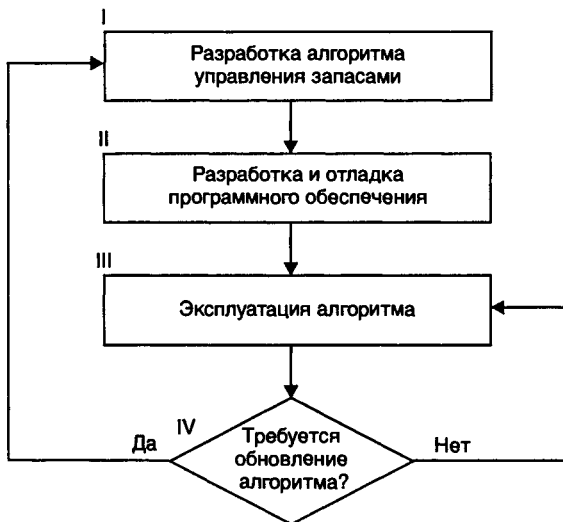 I
Разработка алгоритма
управления запасами
II
Разработка и отладка
программного обеспечения
III
Эксплуатация алгоритма
IV
Да
Требуется
обновление
алгоритма?
Нет